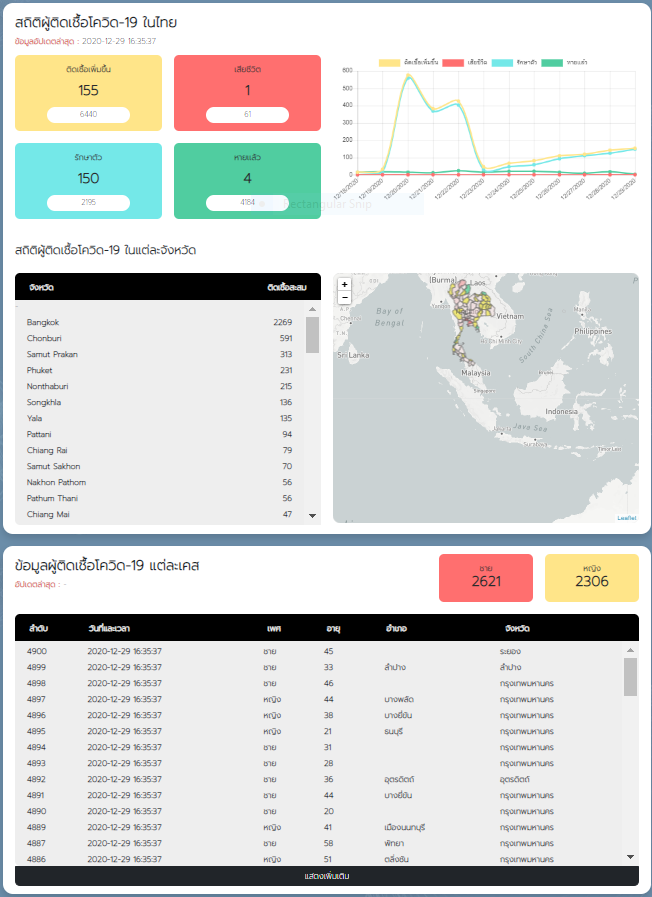 สถิติผู้ติดเชื้อโควิด-19 ในไทย
ข้อมูลอัปเดตล่าสุด : 2020-12-29 16:35:37
ติดเชื้อเพิ่มขึ้น
155
6440
เสียชีวิต
1
61
รักษาตัว
150
2195
หายแล้ว
4
4184
Rectangular Snip
ติดเชื้อเพิ่มขึ้น เสียชีวิต รักษาตัว หายแล้ว
600
500
400
300
200
100
0
12/18/2020 12/19/2020 12/20/2020 12/21/2020 12/22/2020 12/23/2020 12/24/2020 12/25/2020 12/26/2020 12/27/2020 12/28/2020 12/29/2020
สถิติผู้ติดเชื้อโควิด-19 ในแต่ละจังหวัด
จังหวัด ติดเชื้อสะสม
Bangkok 2269
Chonburi 591
Samut Prakan 313
Phuket 231
Nonthaburi 215
Songkhla 136
Yala 135
Pattani 94
Chiang Rai 79
Samut Sakhon 70
Nakhon Pathom 56
Pathum Thani 56
Chiang Mai 47
+
−
(Burma)
Laos
Bay of
Bengal
Vietnam
South China Sea
Philippines
Sri Lanka
Malaysia
Indonesia
Java Sea
Leaflet
ข้อมูลผู้ติดเชื้อโควิด-19 แต่ละเคส
อัปเดตล่าสุด : -
ชาย
2621
หญิง
2306
ลำดับ วันที่และเวลา เพศ อายุ อำเภอ จังหวัด
4900 2020-12-29 16:35:37 ชาย 45 ระยอง
4899 2020-12-29 16:35:37 ชาย 33 ลำปาง ลำปาง
4898 2020-12-29 16:35:37 ชาย 46 กรุงเทพมหานคร
4897 2020-12-29 16:35:37 หญิง 44 บางพลัด กรุงเทพมหานคร
4896 2020-12-29 16:35:37 หญิง 38 บางยี่ขัน กรุงเทพมหานคร
4895 2020-12-29 16:35:37 หญิง 21 ธนบุรี กรุงเทพมหานคร
4894 2020-12-29 16:35:37 ชาย 31 กรุงเทพมหานคร
4893 2020-12-29 16:35:37 ชาย 28 กรุงเทพมหานคร
4892 2020-12-29 16:35:37 ชาย 36 อุตรดิตถ์ อุตรดิตถ์
4891 2020-12-29 16:35:37 ชาย 44 บางยี่ขัน กรุงเทพมหานคร
4890 2020-12-29 16:35:37 ชาย 20 กรุงเทพมหานคร
4889 2020-12-29 16:35:37 หญิง 41 เมืองนนทบุรี กรุงเทพมหานคร
4887 2020-12-29 16:35:37 ชาย 58 พัทยา กรุงเทพมหานคร
4886 2020-12-29 16:35:37 หญิง 51 ตลิ่งชัน กรุงเทพมหานคร
แสดงเพิ่มเติม